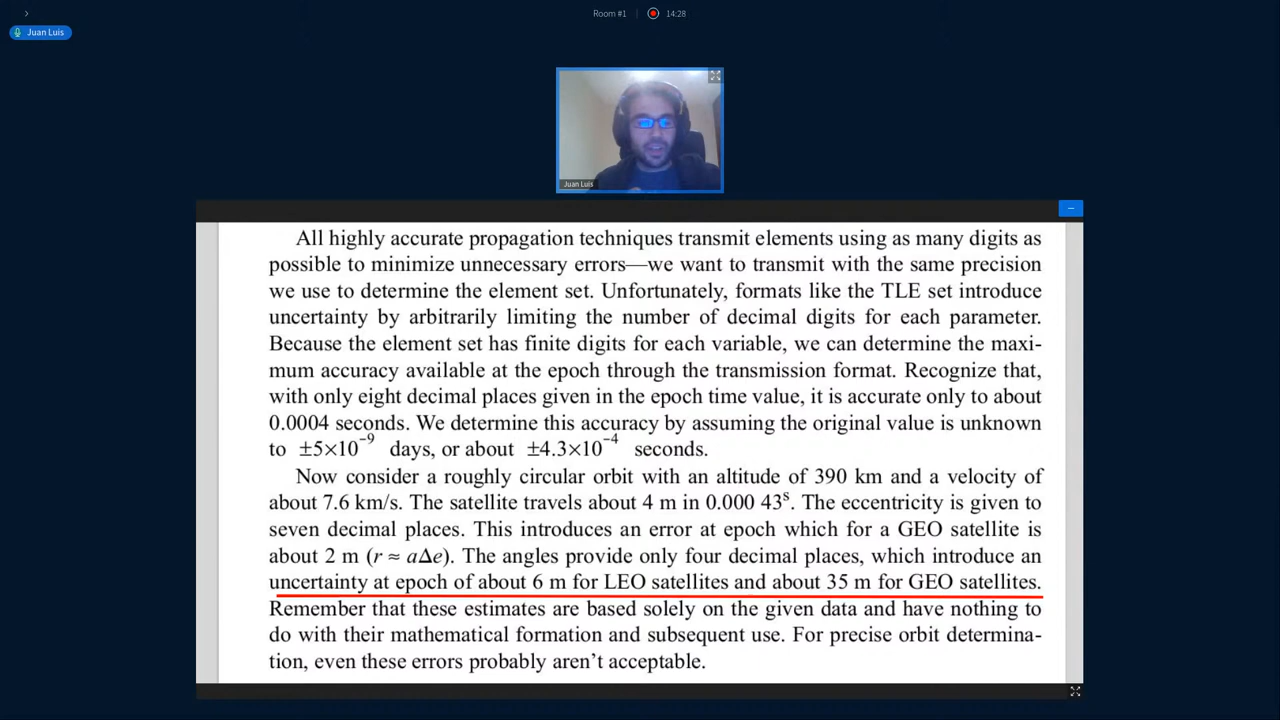 Room #1
14:28
Juan Luis
Juan Luis
All highly accurate propagation techniques transmit elements using as many digits as
possible to minimize unnecessary errors—we want to transmit with the same precision
we use to determine the element set. Unfortunately, formats like the TLE set introduce
uncertainty by arbitrarily limiting the number of decimal digits for each parameter.
Because the element set has finite digits for each variable, we can determine the maxi-
mum accuracy available at the epoch through the transmission format. Recognize that,
with only eight decimal places given in the epoch time value, it is accurate only to about
0.0004 seconds. We determine this accuracy by assuming the original value is unknown
to ±5×10⁻⁹ days, or about ±4.3×10⁻⁴ seconds.
Now consider a roughly circular orbit with an altitude of 390 km and a velocity of
about 7.6 km/s. The satellite travels about 4 m in 0.000 43ˢ. The eccentricity is given to
seven decimal places. This introduces an error at epoch which for a GEO satellite is
about 2 m (r ≈ aΔe). The angles provide only four decimal places, which introduce an
uncertainty at epoch of about 6 m for LEO satellites and about 35 m for GEO satellites.
Remember that these estimates are based solely on the given data and have nothing to
do with their mathematical formation and subsequent use. For precise orbit determina-
tion, even these errors probably aren't acceptable.